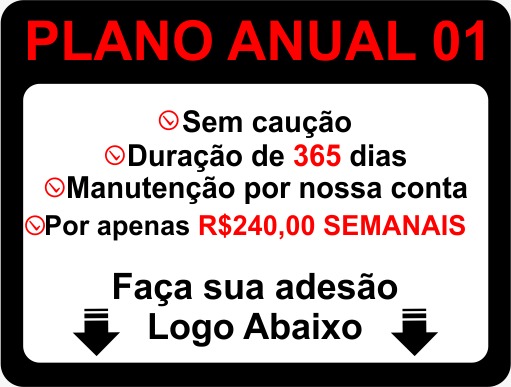 PLANO ANUAL 01
Sem caução
Duração de 365 dias
Manutenção por nossa conta
Por apenas R$240,00 SEMANAIS
Faça sua adesão
Logo Abaixo